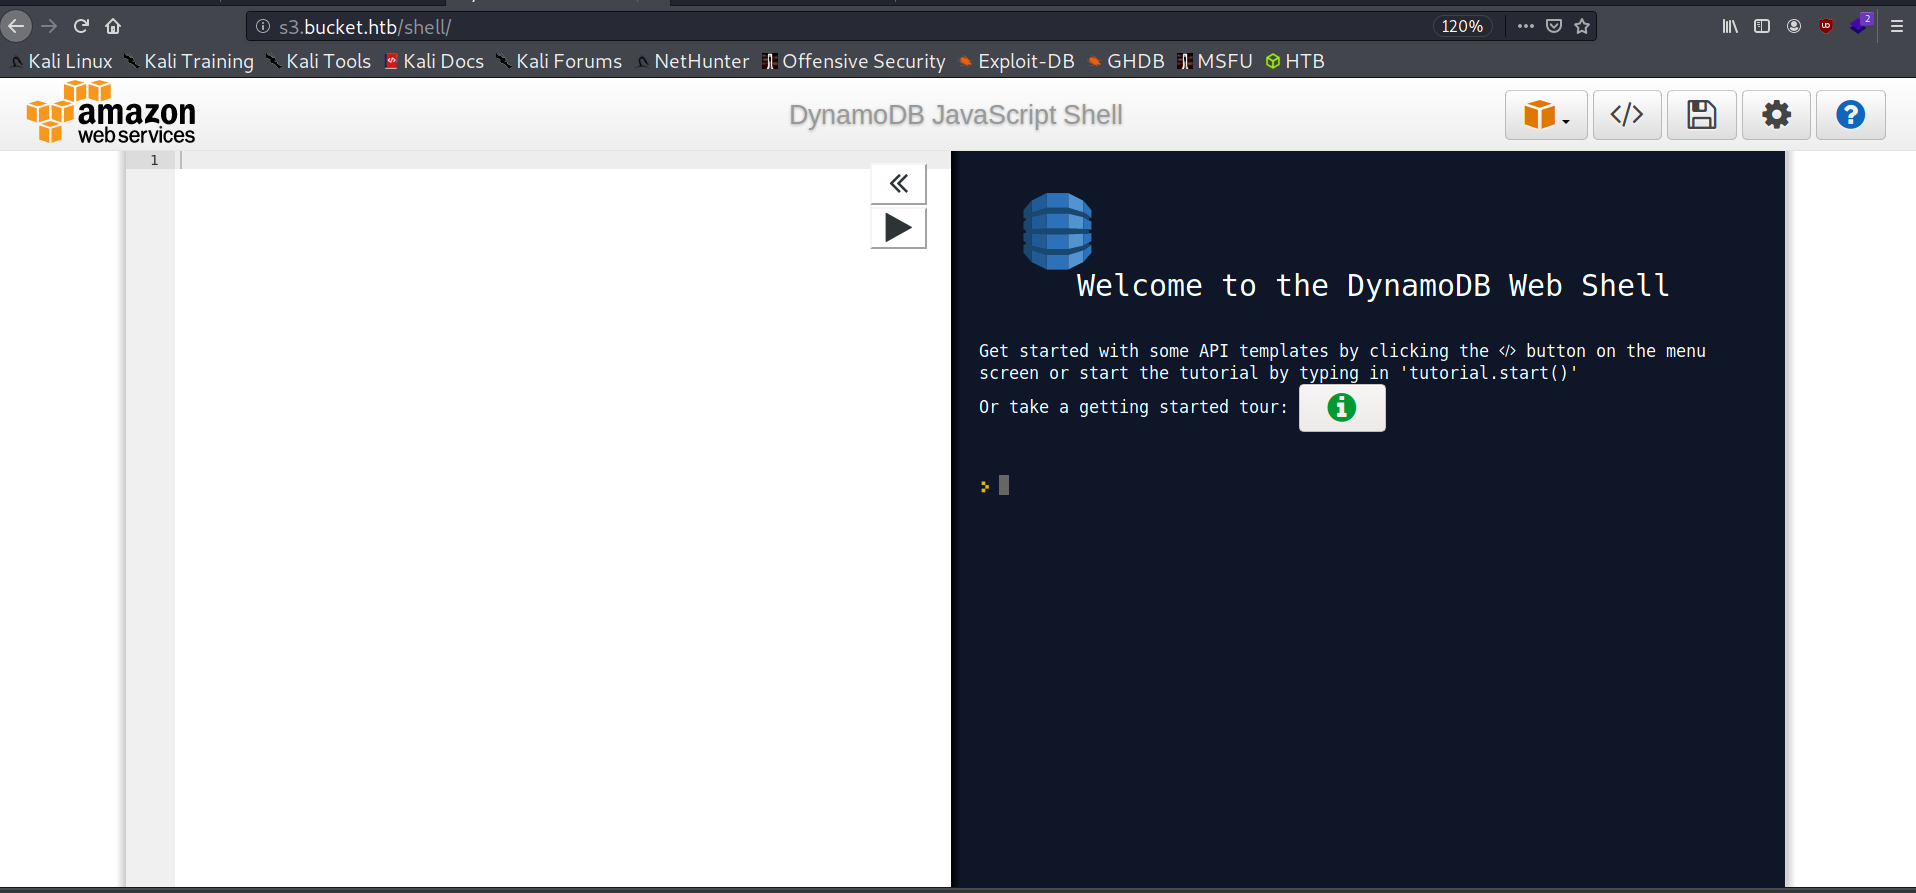 s3.bucket.htb/shell/ 120%
2
Kali Linux Kali Training Kali Tools Kali Docs Kali Forums NetHunter Offensive Security Exploit-DB GHDB MSFU HTB
amazon
webservices
DynamoDB JavaScript Shell
</>
?
1
Welcome to the DynamoDB Web Shell
Get started with some API templates by clicking the </> button on the menu
screen or start the tutorial by typing in 'tutorial.start()'
Or take a getting started tour:
>